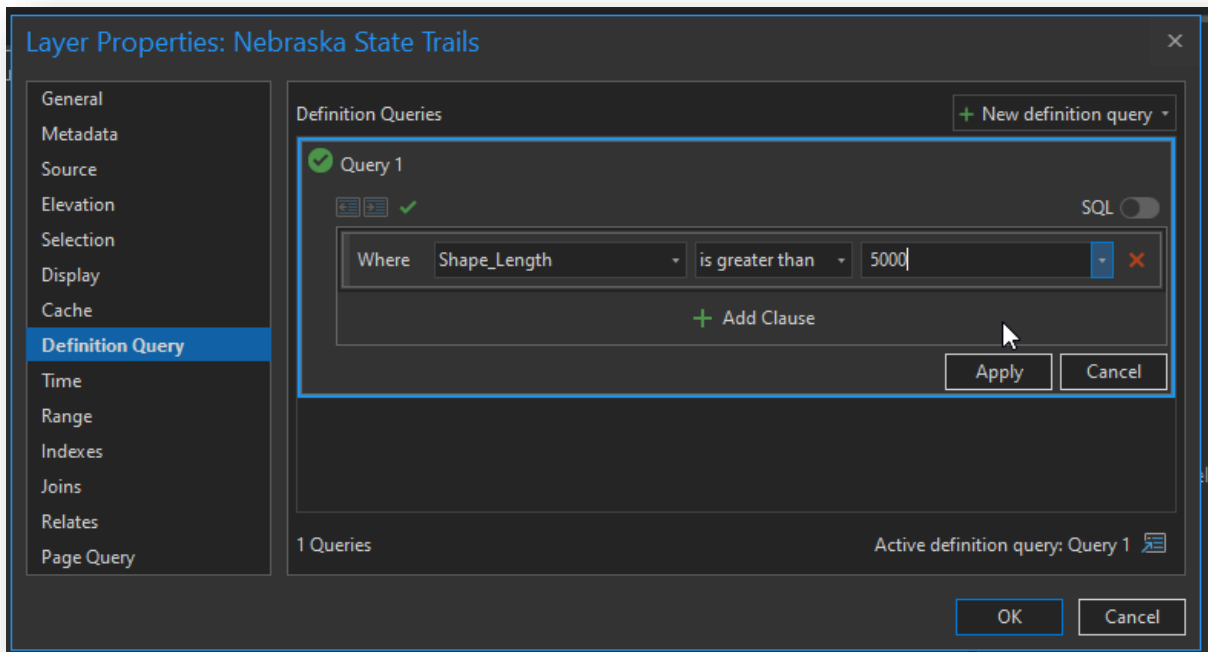 Layer Properties: Nebraska State Trails
General
Metadata
Source
Elevation
Selection
Display
Cache
Definition Query
Time
Range
Indexes
Joins
Relates
Page Query
Definition Queries
New definition query
Query 1
SQL
Where Shape_Length is greater than 5000
Add Clause
Apply Cancel
1 Queries
Active definition query: Query 1
OK Cancel